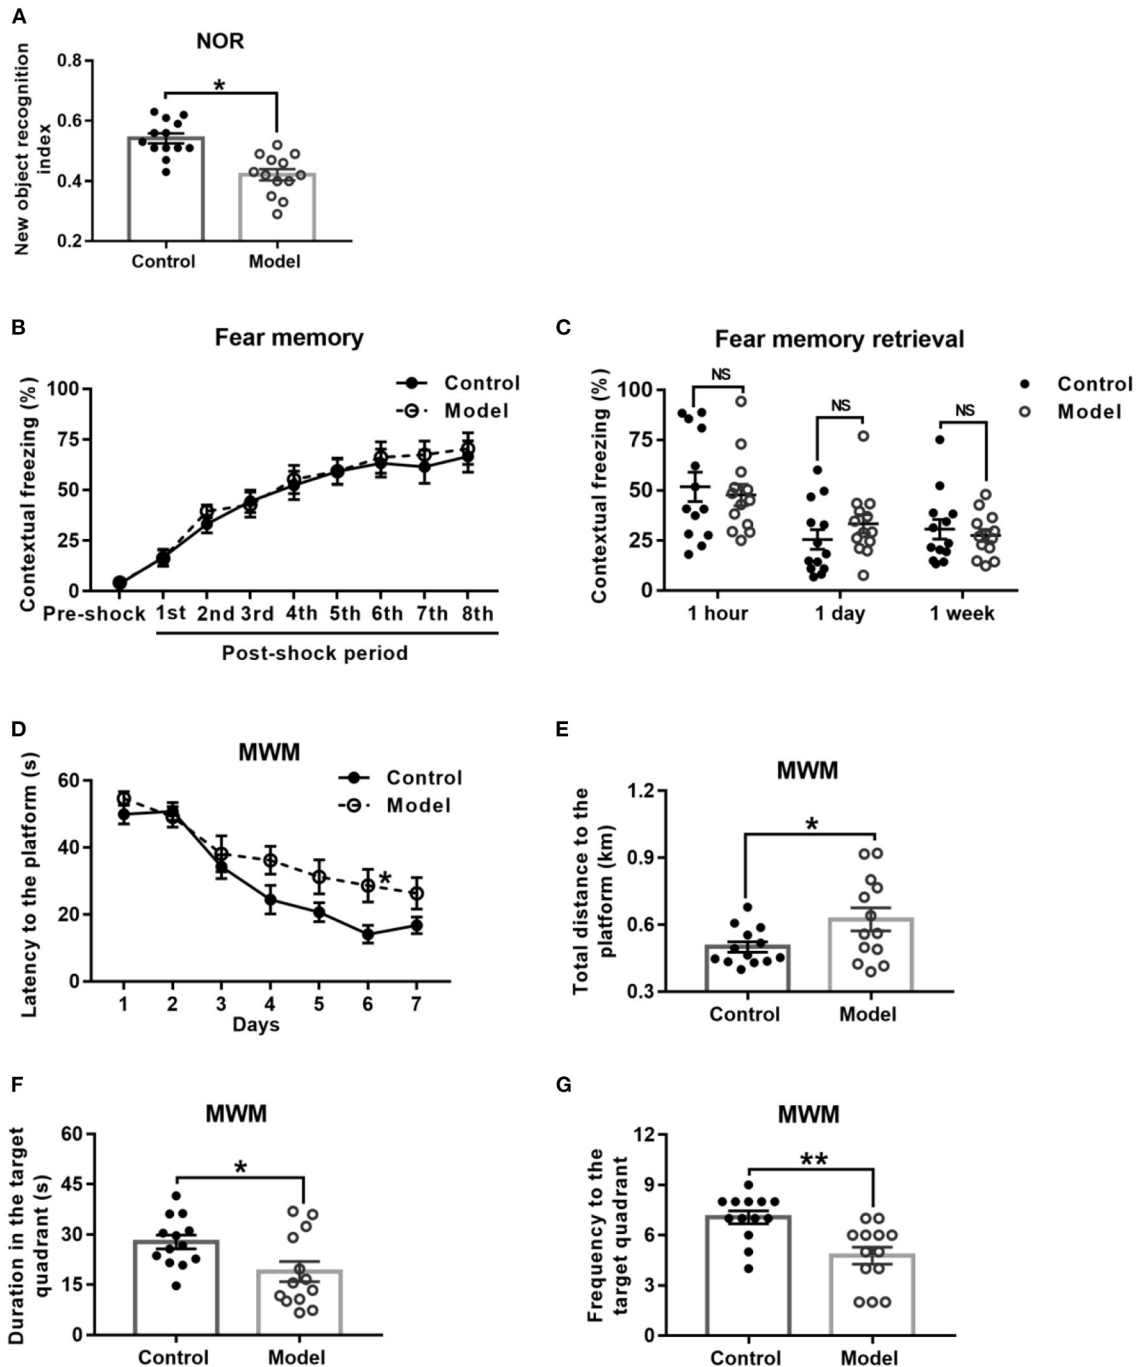 A
NOR
New object recognition
index
0.8
0.6
0.4
0.2
*
Control
Model
B
Fear memory
Contextual freezing (%)
100
75
50
25
0
Control
Model
Pre-shock 1st 2nd 3rd 4th 5th 6th 7th 8th
Post-shock period
C
Fear memory retrieval
Contextual freezing (%)
100
75
50
25
0
NS
NS
NS
Control
Model
1 hour
1 day
1 week
D
MWM
Latency to the platform (s)
60
40
20
0
Control
Model
*
1 2 3 4 5 6 7
Days
E
MWM
Total distance to the
platform (km)
1.2
0.9
0.6
0.3
*
Control
Model
F
MWM
Duration in the target
quadrant (s)
60
45
30
15
0
*
Control
Model
G
MWM
Frequency to the
target quadrant
12
9
6
3
0
**
Control
Model